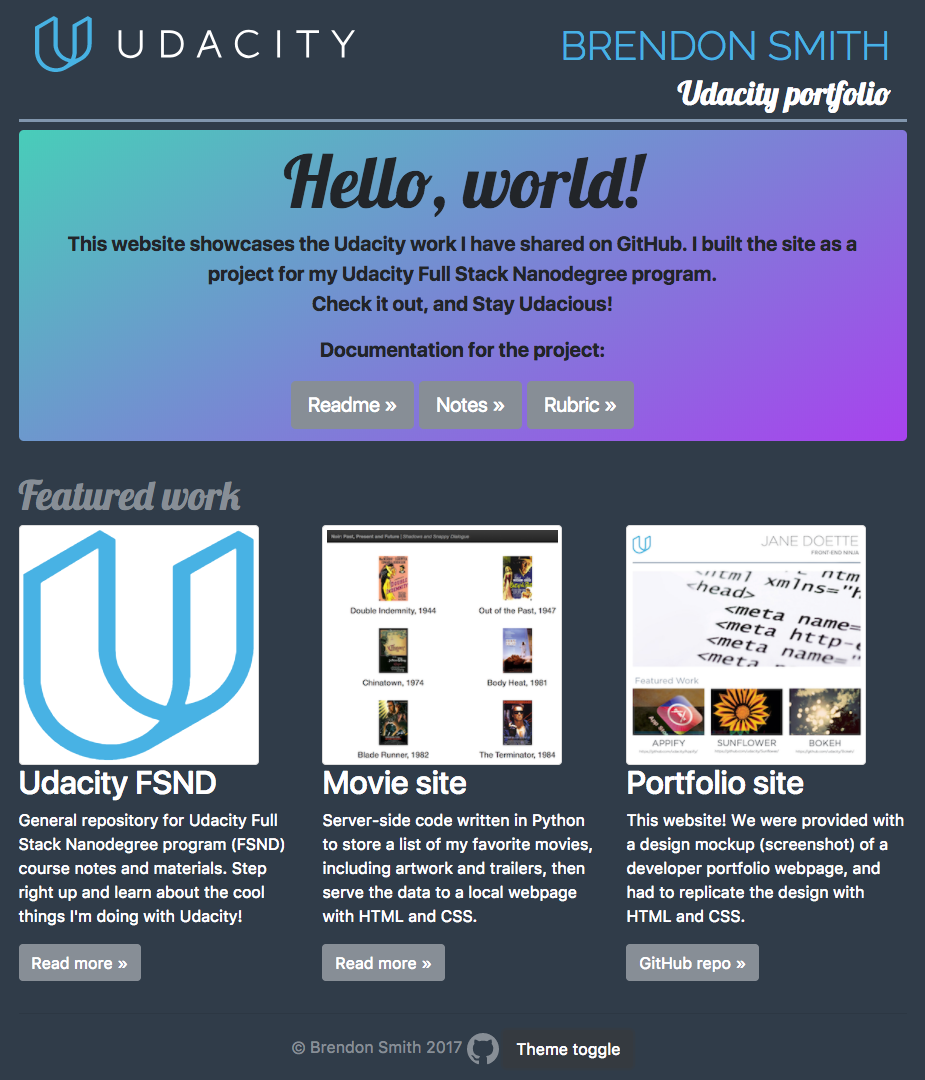 UDACITY
BRENDON SMITH
Udacity portfolio
Hello, world!
This website showcases the Udacity work I have shared on GitHub. I built the site as a
project for my Udacity Full Stack Nanodegree program.
Check it out, and Stay Udacious!
Documentation for the project:
Readme »
Notes »
Rubric »
Featured work
Noir: Past, Present and Future | Shadows and Snappy Dialogue
Double Indemnity, 1944
Out of the Past, 1947
Chinatown, 1974
Body Heat, 1981
Blade Runner, 1982
The Terminator, 1984
JANE DOETTE
FRONT-END NINJA
<html
xmlns="h
<head>
<meta name=
<meta http-e
<meta name="
Featured Work
APPIFY
SUNFLOWER
BOKEH
Udacity FSND
General repository for Udacity Full
Stack Nanodegree program (FSND)
course notes and materials. Step
right up and learn about the cool
things I'm doing with Udacity!
Read more »
Movie site
Server-side code written in Python
to store a list of my favorite movies,
including artwork and trailers, then
serve the data to a local webpage
with HTML and CSS.
Read more »
Portfolio site
This website! We were provided with
a design mockup (screenshot) of a
developer portfolio webpage, and
had to replicate the design with
HTML and CSS.
GitHub repo »
© Brendon Smith 2017
Theme toggle